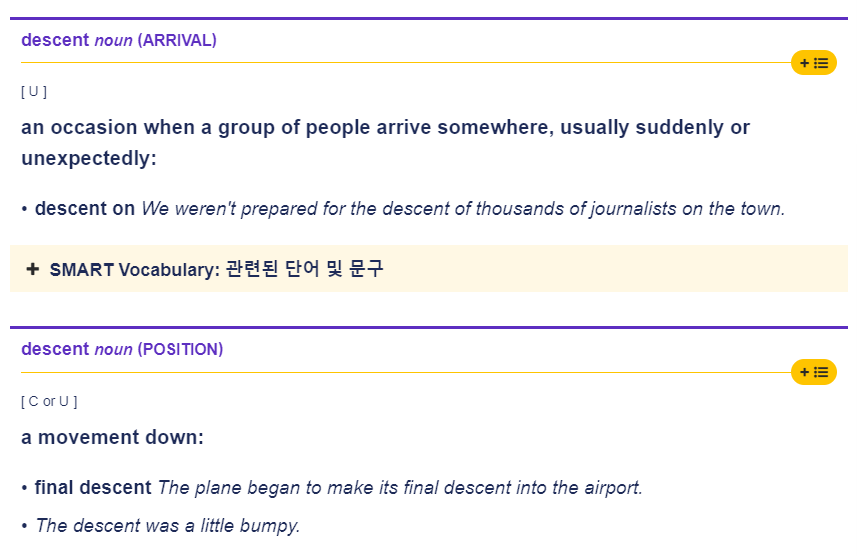 descent noun (ARRIVAL)
[ U ]
an occasion when a group of people arrive somewhere, usually suddenly or
unexpectedly:
• descent on We weren't prepared for the descent of thousands of journalists on the town.
+ SMART Vocabulary: 관련된 단어 및 문구
descent noun (POSITION)
[ C or U ]
a movement down:
• final descent The plane began to make its final descent into the airport.
• The descent was a little bumpy.